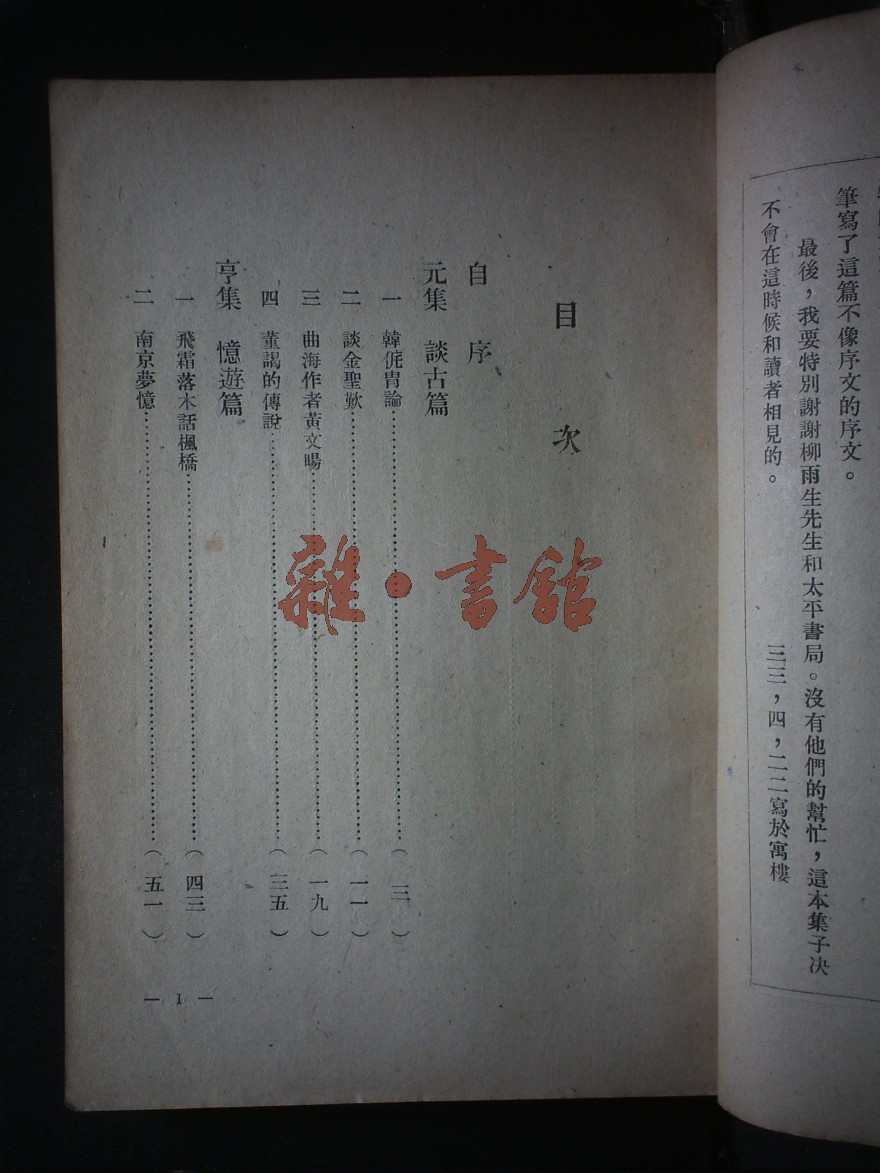 筆寫了這篇不像序文的序文。
最後，我要特別謝謝柳雨生先生和太平書局。沒有他們的幫忙，這本集子决
不會在這時候和讀者相見的。
三三，四，二二寫於寓樓
目次
自序
元集 談古篇
一 韓侂胄論…………（三）
二 談金聖歎…………（一一）
三 曲海作者黃文暘…………（一九）
四 董謁的傳說…………（三五）
亨集 憶遊篇
一 飛霜落木話楓橋…………（四三）
二 南京夢憶…………（五一）
— 1 —
雜·書館